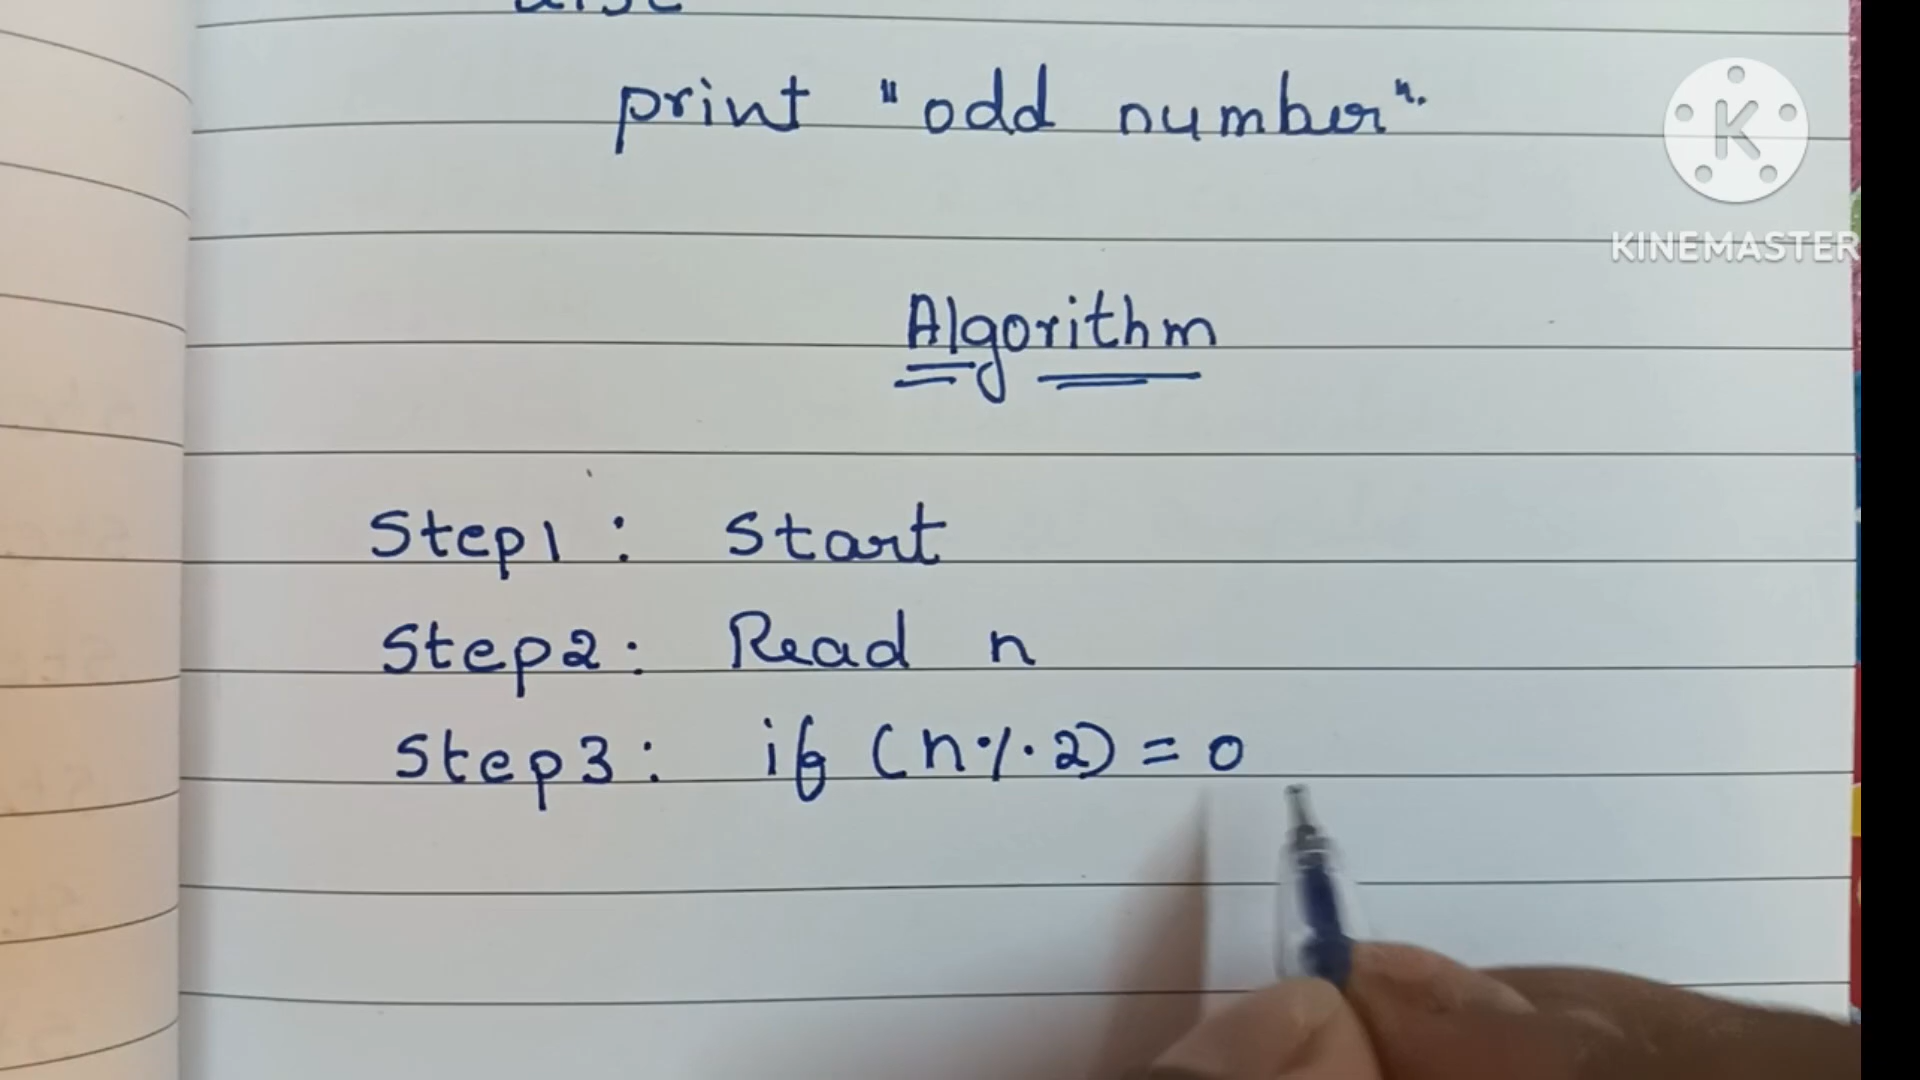 print "odd number".
K
KINEMASTER
Algorithm
Step1: Start
Step2: Read n
Step3: if (n%2) = 0